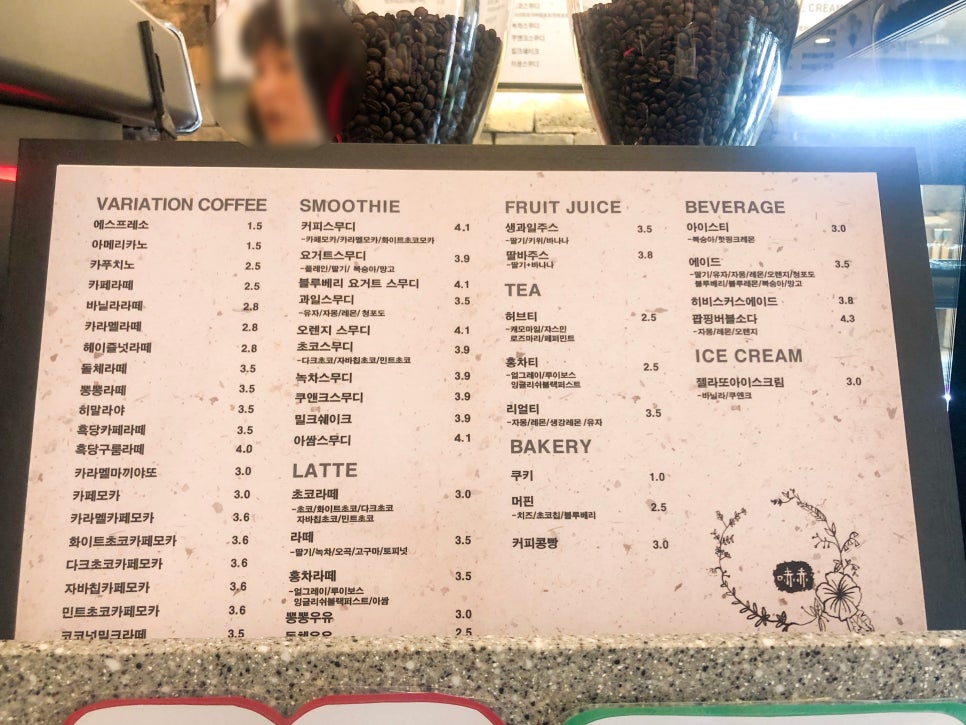 VARIATION COFFEE
에스프레소 1.5
아메리카노 1.5
카푸치노 2.5
카페라떼 2.5
바닐라라떼 2.8
카라멜라떼 2.8
헤이즐넛라떼 2.8
돌체라떼 3.5
뿅뿅라떼 3.5
히말라야 3.5
흑당카페라떼 3.5
흑당구름라떼 4.0
카라멜마끼야또 3.0
카페모카 3.0
카라멜카페모카 3.6
화이트초코카페모카 3.6
다크초코카페모카 3.6
자바칩카페모카 3.6
민트초코카페모카 3.6
코코넛밀크라떼 3.5
SMOOTHIE
커피스무디 4.1
-카페모카/카라멜모카/화이트초코모카
요거트스무디 3.9
-플레인/딸기/ 복숭아/망고
블루베리 요거트 스무디 4.1
과일스무디 3.5
-유자/자몽/레몬/ 청포도
오렌지 스무디 4.1
초코스무디 3.9
-다크초코/자바칩초코/민트초코
녹차스무디 3.9
쿠앤크스무디 3.9
밀크쉐이크 3.9
아쌈스무디 4.1
LATTE
초코라떼 3.0
-초코/화이트초코/다크초코
자바칩초코/민트초코
라떼 3.5
-딸기/녹차/오곡/고구마/토피넛
홍차라떼 3.5
-얼그레이/루이보스
잉글리쉬블랙퍼스트/아쌈
뿅뿅우유 3.0
돌체우유 2.5
FRUIT JUICE
생과일주스 3.5
-딸기/키위/바나나
딸바주스 3.8
-딸기+바나나
TEA
허브티 2.5
-캐모마일/쟈스민
로즈마리/페퍼민트
홍차티 2.5
-얼그레이/루이보스
잉글리쉬블랙퍼스트
리얼티 3.5
-자몽/레몬/생강레몬 /유자
BAKERY
쿠키 1.0
머핀 2.5
-치즈/초코칩/블루베리
커피콩빵 3.0
BEVERAGE
아이스티 3.0
-복숭아/핫핑크레몬
에이드 3.5
-딸기/유자/자몽/레몬/오렌지/청포도
블루베리/블루레몬/복숭아/망고
히비스커스에이드 3.8
팝핑버블소다 4.3
-자몽/레몬/오렌지
ICE CREAM
젤라또아이스크림 3.0
-바닐라/쿠앤크